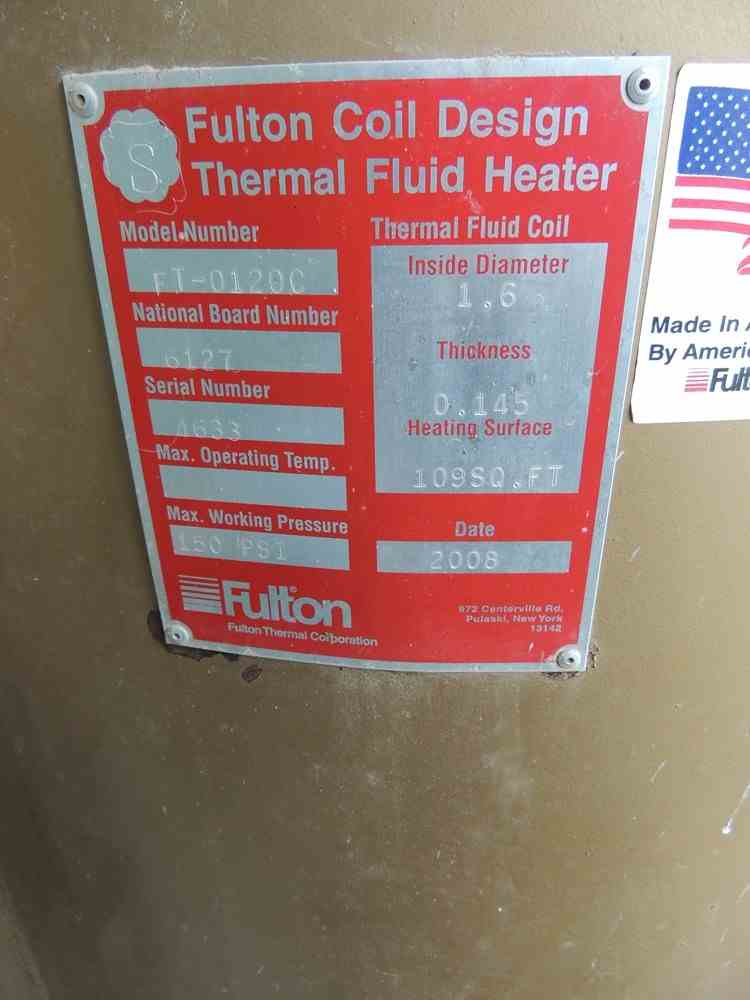 S
Fulton Coil Design
Thermal Fluid Heater
Model Number
FT-0120C
National Board Number
6127
Serial Number
4633
Max. Operating Temp.
Max. Working Pressure
150 PSI
Thermal Fluid Coil
Inside Diameter
1.6
Thickness
0.145
Heating Surface
109SQ.FT
Date
2008
Fulton
Fulton Thermal Corporation
972 Centerville Rd.
Pulaski, New York
13142
Made In
By Ameri
Fult